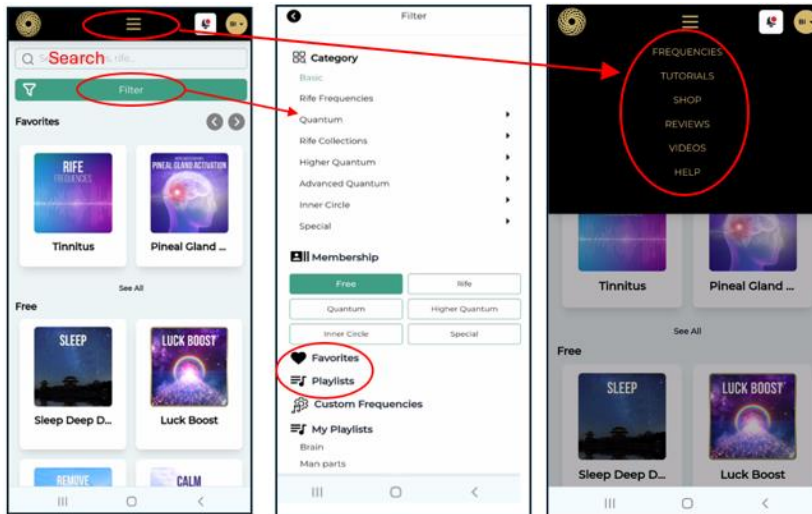 BI
Search
rife..
Filter
Favorites
RIFE
FREQUENCIES
PINEAL GLAND ACTIVATION
Tinnitus
Pineal Gland ...
See All
Free
SLEEP
LUCK BOOST
Sleep Deep D...
Luck Boost
REMOVE
CALM
Filter
Category
Basic
Rife Frequencies
Quantum
Rife Collections
Higher Quantum
Advanced Quantum
Inner Circle
Special
Membership
Free
Rife
Quantum
Higher Quantum
Inner Circle
Special
Favorites
Playlists
Custom Frequencies
My Playlists
Brain
Man parts
BI
FREQUENCIES
TUTORIALS
SHOP
REVIEWS
VIDEOS
HELP
Tinnitus
Pineal Gland ...
See All
Free
SLEEP
LUCK BOOST
Sleep Deep D...
Luck Boost